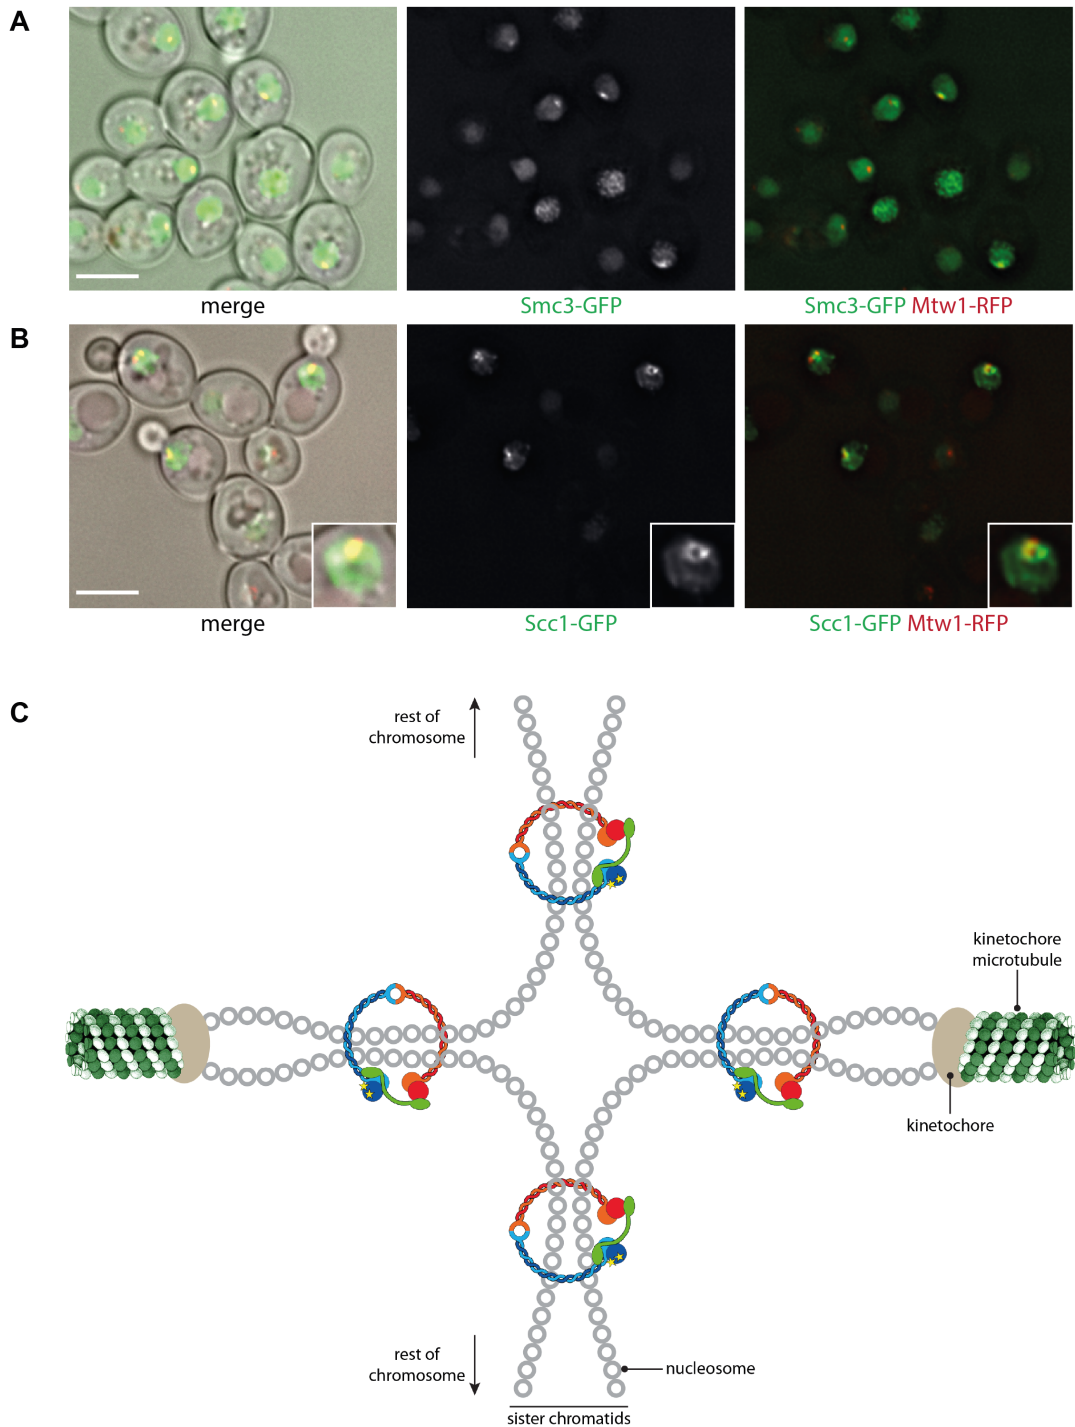 A
merge
Smc3-GFP
Smc3-GFP Mtw1-RFP
B
merge
Scc1-GFP
Scc1-GFP Mtw1-RFP
C
rest of
chromosome
kinetochore
microtubule
kinetochore
rest of
chromosome
nucleosome
sister chromatids